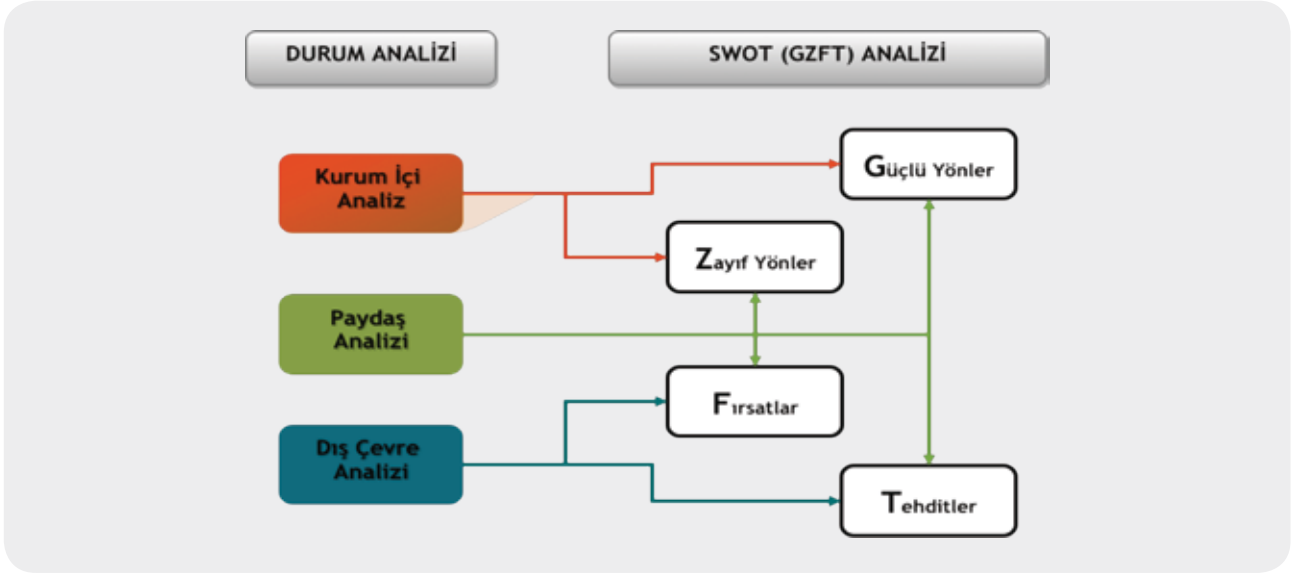 DURUM ANALİZİ
SWOT (GZFT) ANALİZİ
Kurum İçi
Analiz
Güçlü Yönler
Zayıf Yönler
Paydaş
Analizi
Fırsatlar
Dış Çevre
Analizi
Tehditler